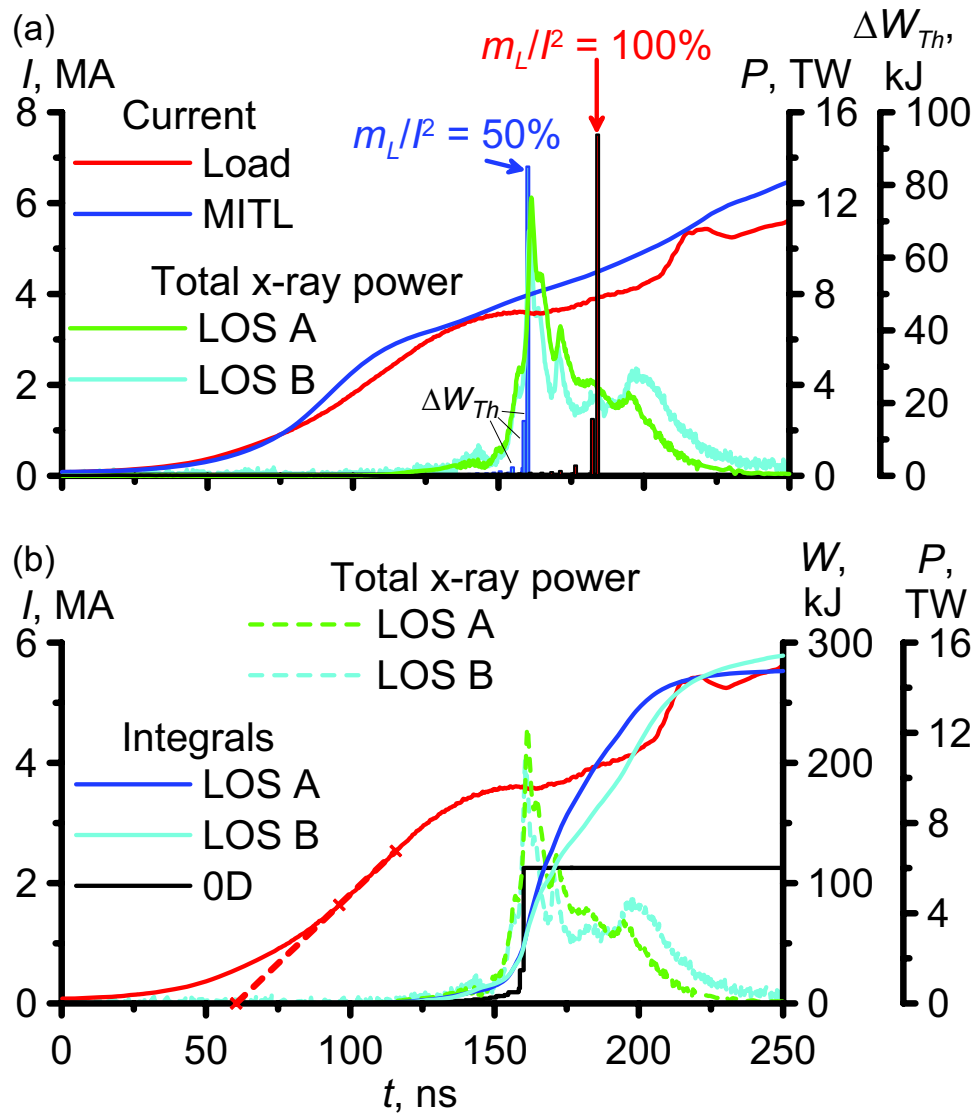 (a)
I, MA
P, TW
ΔW_Th, kJ
m_L/I² = 100%
m_L/I² = 50%
Current
Load
MITL
Total x-ray power
LOS A
LOS B
ΔW_Th
8
6
4
2
0
16
12
8
4
0
100
80
60
40
20
0
(b)
I, MA
W, kJ
P, TW
Total x-ray power
LOS A
LOS B
Integrals
LOS A
LOS B
0D
6
4
2
0
300
200
100
0
16
12
8
4
0
0 50 100 150 200 250
t, ns